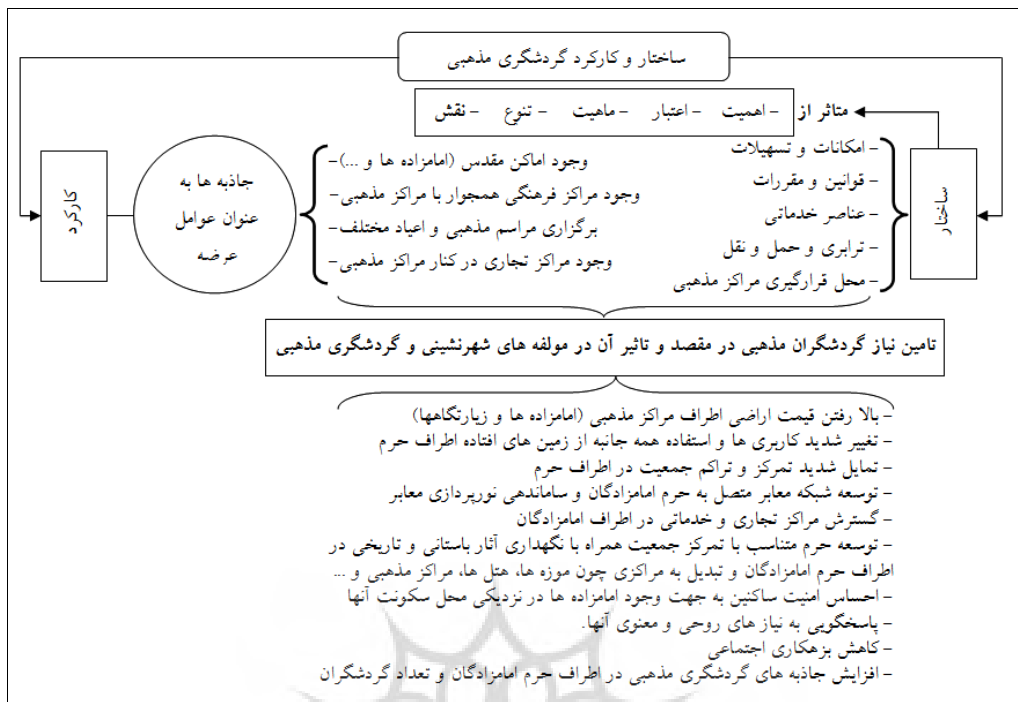 ساختار و کارکرد گردشگری مذهبی
متاثر از
- اهمیت - اعتبار - ماهیت - تنوع - نقش
ساختار
- امکانات و تسهیلات
- قوانین و مقررات
- عناصر خدماتی
- ترابری و حمل و نقل
- محل قرارگیری مراکز مذهبی
وجود اماکن مقدس (امامزاده ها و ...)-
وجود مراکز فرهنگی همجوار با مراکز مذهبی-
برگزاری مراسم مذهبی و اعیاد مختلف-
وجود مراکز تجاری در کنار مراکز مذهبی-
جاذبه ها به
عنوان عوامل
عرضه
کارکرد
تامین نیاز گردشگران مذهبی در مقصد و تاثیر آن در مولفه های شهرنشینی و گردشگری مذهبی
- بالا رفتن قیمت اراضی اطراف مراکز مذهبی (امامزاده ها و زیارتگاهها)
- تغییر شدید کاربری ها و استفاده همه جانبه از زمین های افتاده اطراف حرم
- تمایل شدید تمرکز و تراکم جمعیت در اطراف حرم
- توسعه شبکه معابر متصل به حرم امامزادگان و ساماندهی نورپردازی معابر
- گسترش مراکز تجاری و خدماتی در اطراف امامزادگان
- توسعه حرم متناسب با تمرکز جمعیت همراه با نگهداری آثار باستانی و تاریخی در
اطراف حرم امامزادگان و تبدیل به مراکزی چون موزه ها، هتل ها، مراکز مذهبی و ...
- احساس امنیت ساکنین به جهت وجود امامزاده ها در نزدیکی محل سکونت آنها
- پاسخگویی به نیاز های روحی و معنوی آنها.
- کاهش بزهکاری اجتماعی
- افزایش جاذبه های گردشگری مذهبی در اطراف حرم امامزادگان و تعداد گردشگران